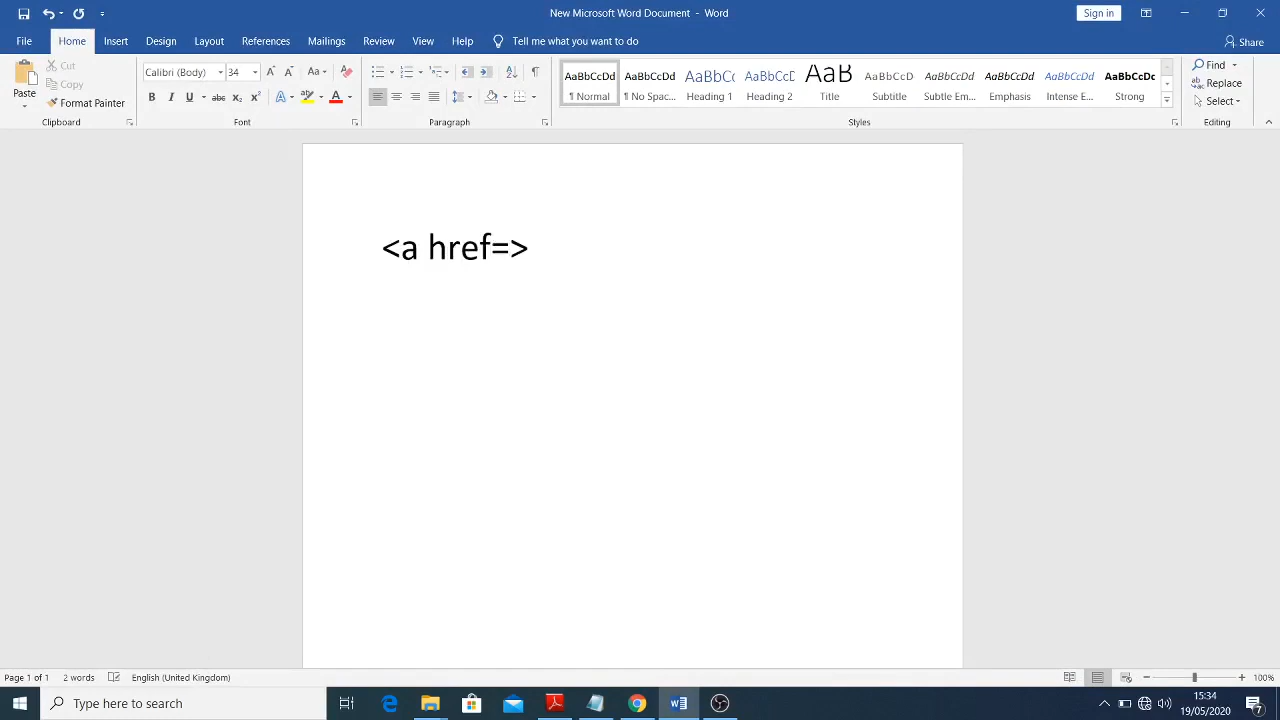 New Microsoft Word Document - Word
Sign in
File Home Insert Design Layout References Mailings Review View Help Tell me what you want to do Share
Paste
Cut
Copy
Format Painter
Clipboard
Calibri (Body) 34
Font
Paragraph
AaBbCcDd AaBbCcDd AaBbCc AaBbCcD AaB AaBbCcD AaBbCcDd AaBbCcDd AaBbCcDd AaBbCcDc
¶ Normal ¶ No Spac... Heading 1 Heading 2 Title Subtitle Subtle Em... Emphasis Intense E... Strong
Styles
Find
Replace
Select
Editing
<a href=>
Page 1 of 1 2 words English (United Kingdom) 100%
Type here to search
15:34
19/05/2020
7